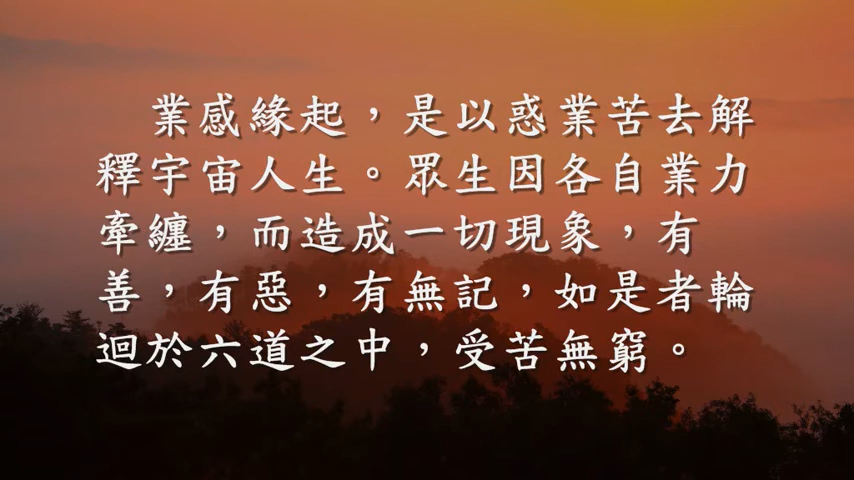 業感緣起，是以惑業苦去解
釋宇宙人生。眾生因各自業力
牽纏，而造成一切現象，有
善，有惡，有無記，如是者輪
迴於六道之中，受苦無窮。